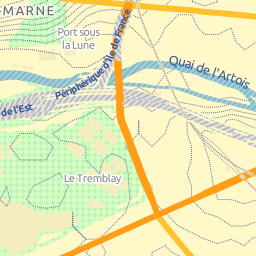 MARNE
Port sous
la Lune
Périphérique d'Île de France
Quai de l'Artois
de l'Est
Le Tremblay